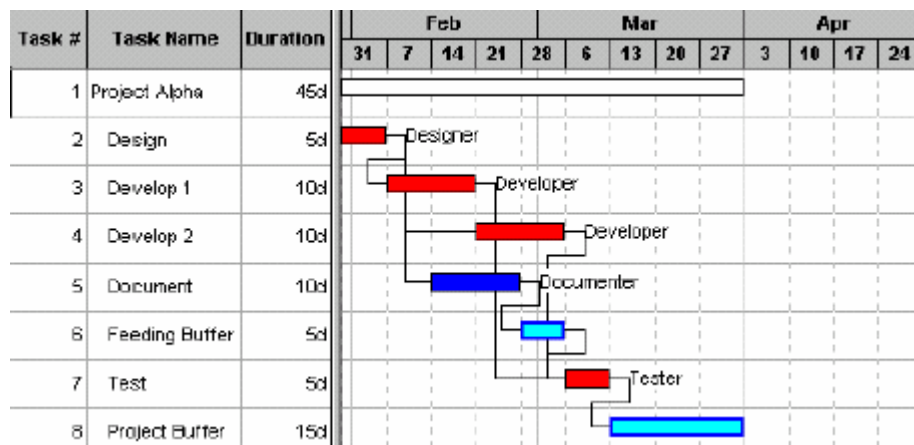 Task # Task Name Duration Feb Mar Apr
31 7 14 21 28 6 13 20 27 3 10 17 24
1 Project Alpha 45d
2 Design 5d Designer
3 Develop 1 10d Developer
4 Develop 2 10d Developer
5 Document 10d Documenter
6 Feeding Buffer 5d
7 Test 5d Tester
8 Project Buffer 15d